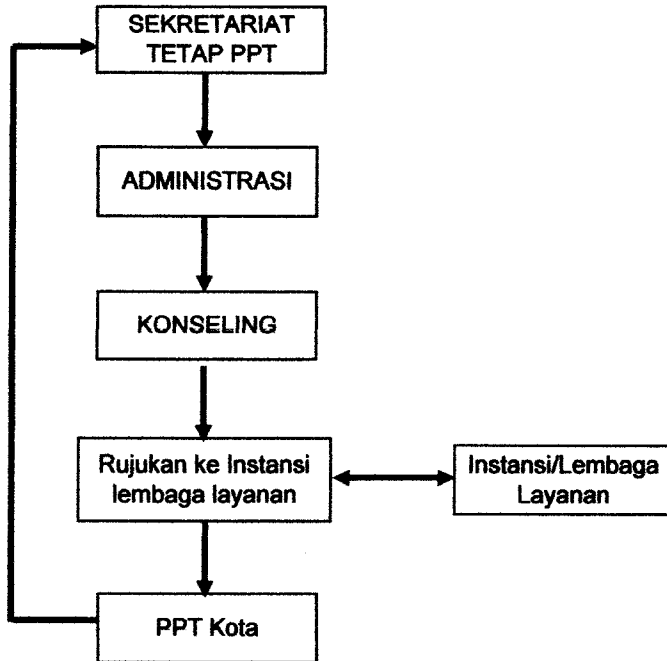 SEKRETARIAT
TETAP PPT
ADMINISTRASI
KONSELING
Rujukan ke Instansi
lembaga layanan
Instansi/Lembaga
Layanan
PPT Kota